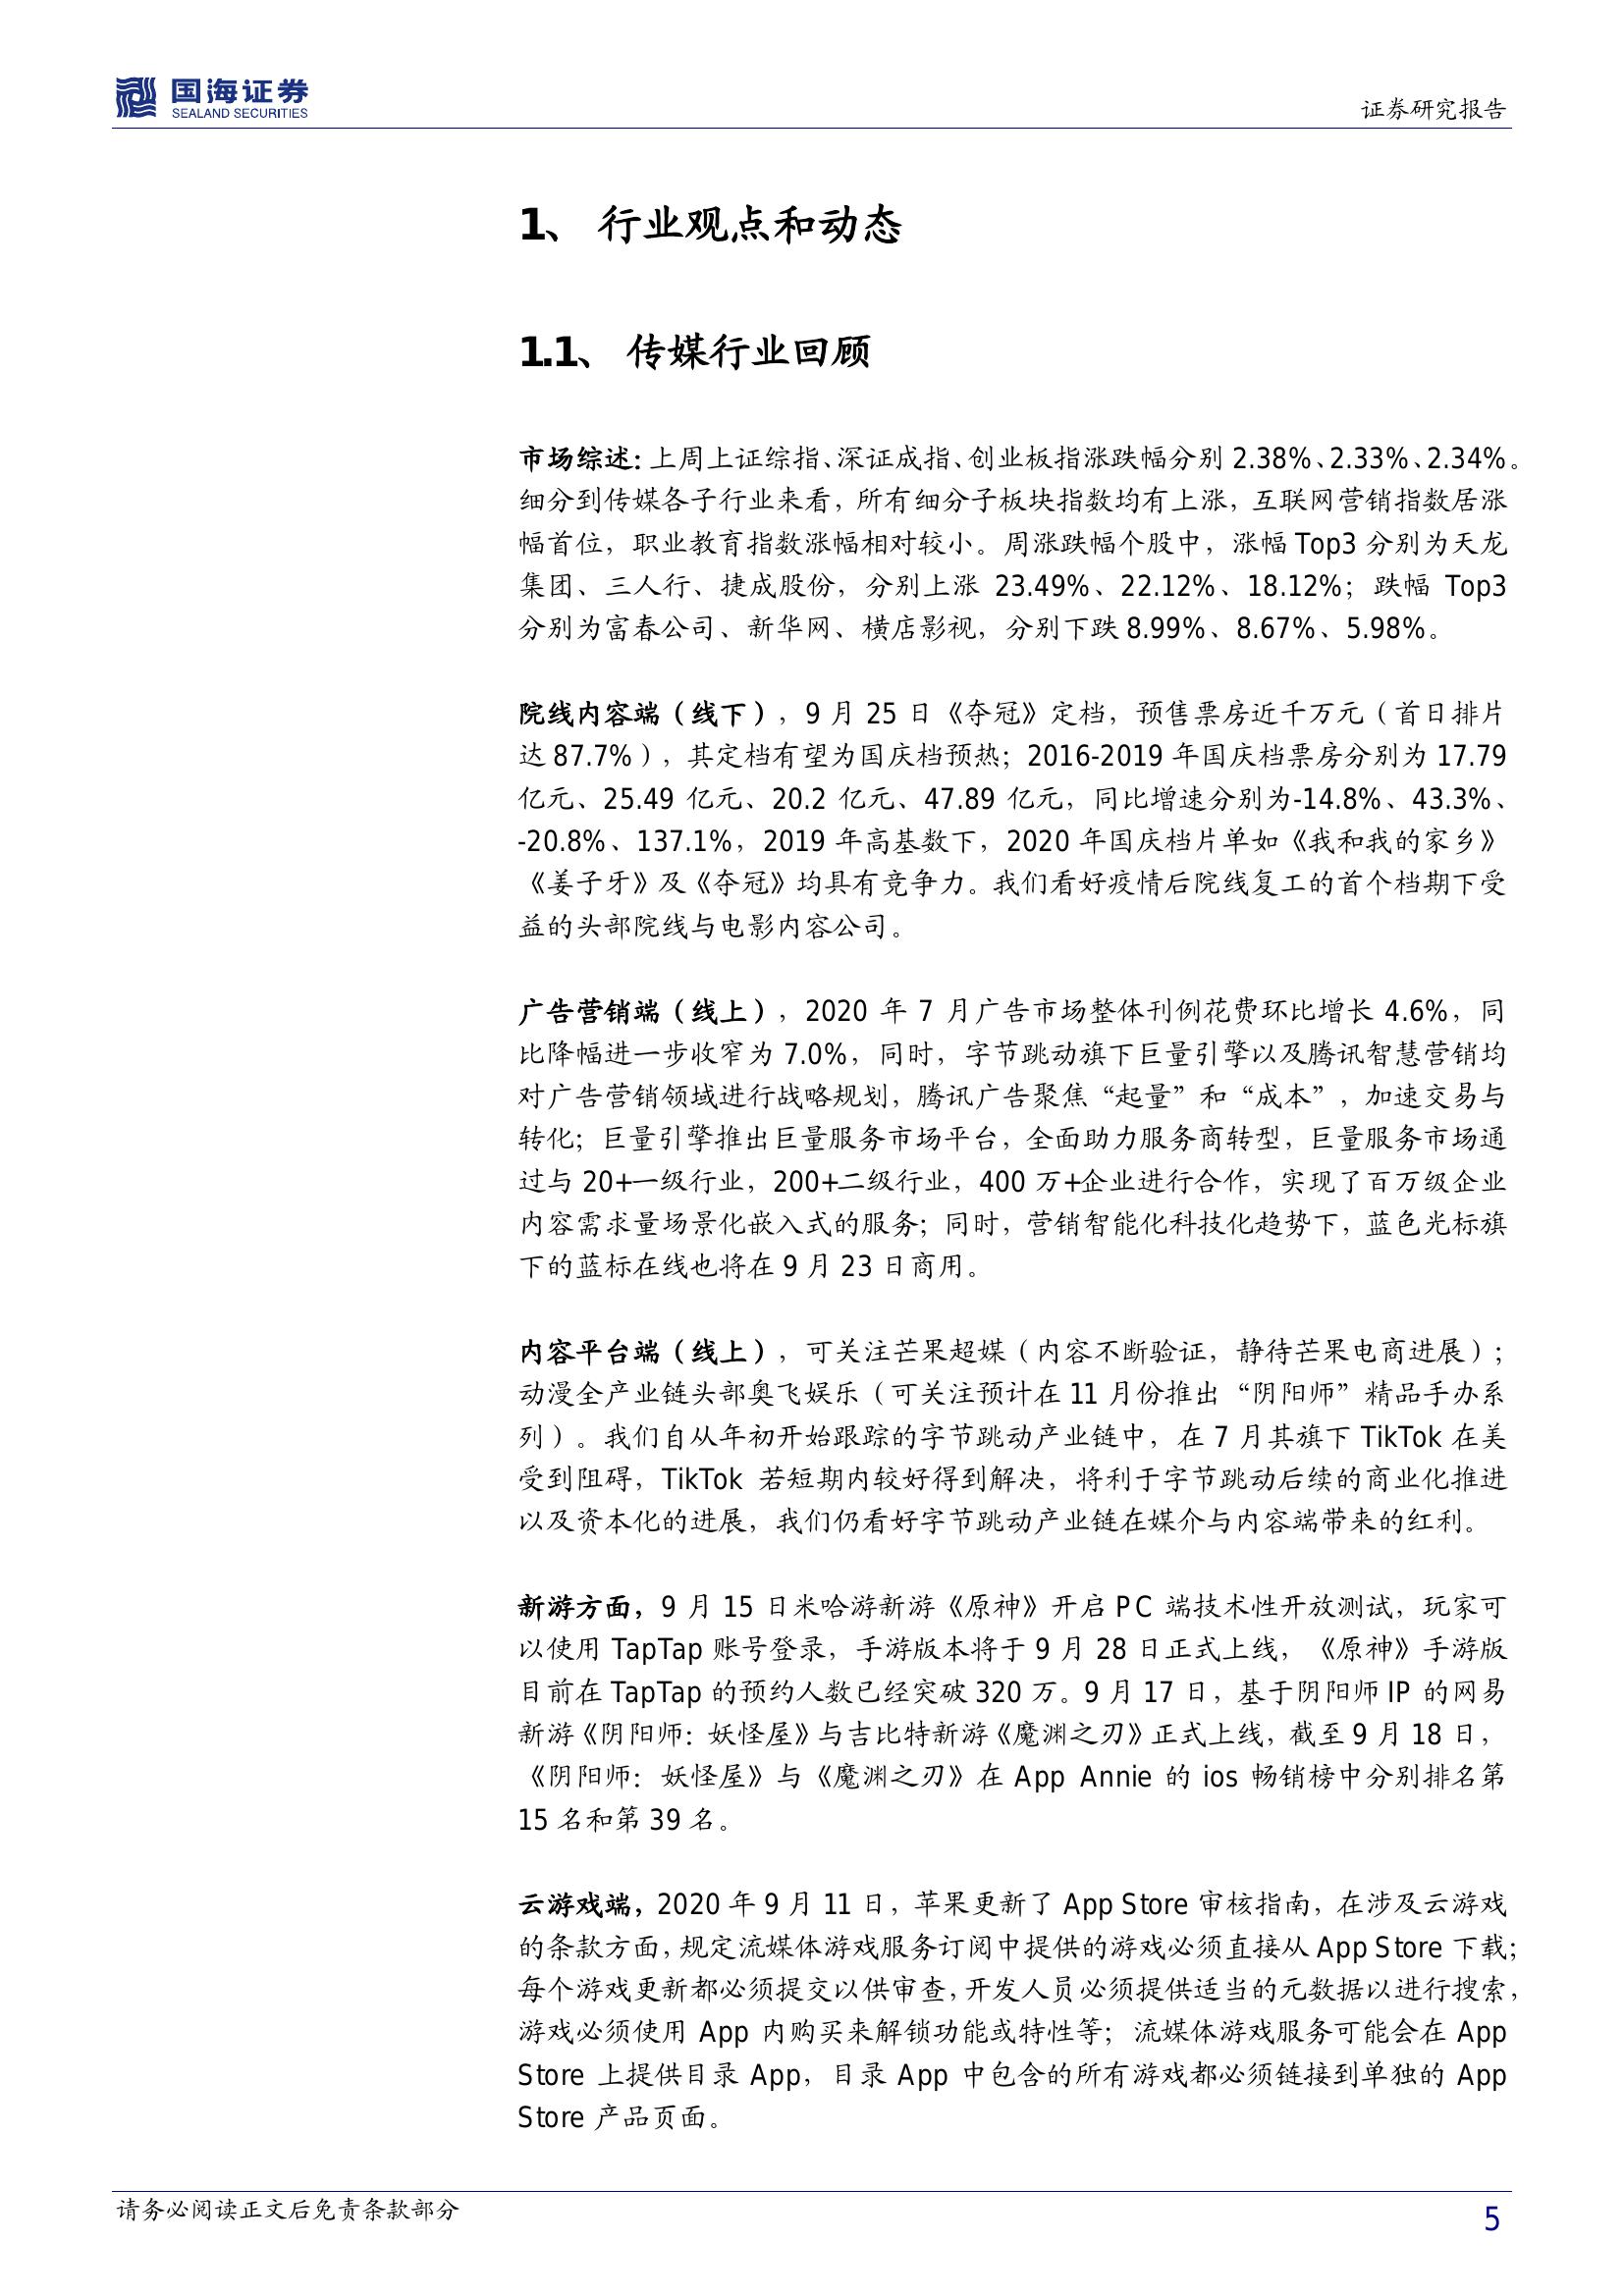 国海证券
SEALAND SECURITIES
证券研究报告
1、 行业观点和动态
1.1、 传媒行业回顾
市场综述：上周上证综指、深证成指、创业板指涨跌幅分别 2.38%、2.33%、2.34%。
细分到传媒各子行业来看，所有细分子板块指数均有上涨，互联网营销指数居涨
幅首位，职业教育指数涨幅相对较小。周涨跌幅个股中，涨幅 Top3 分别为天龙
集团、三人行、捷成股份，分别上涨 23.49%、22.12%、18.12%；跌幅 Top3
分别为富春公司、新华网、横店影视，分别下跌 8.99%、8.67%、5.98%。
院线内容端（线下），9 月 25 日《夺冠》定档，预售票房近千万元（首日排片
达 87.7%），其定档有望为国庆档预热；2016-2019 年国庆档票房分别为 17.79
亿元、25.49 亿元、20.2 亿元、47.89 亿元，同比增速分别为-14.8%、43.3%、
-20.8%、137.1%，2019 年高基数下，2020 年国庆档片单如《我和我的家乡》
《姜子牙》及《夺冠》均具有竞争力。我们看好疫情后院线复工的首个档期下受
益的头部院线与电影内容公司。
广告营销端（线上），2020 年 7 月广告市场整体刊例花费环比增长 4.6%，同
比降幅进一步收窄为 7.0%，同时，字节跳动旗下巨量引擎以及腾讯智慧营销均
对广告营销领域进行战略规划，腾讯广告聚焦“起量”和“成本”，加速交易与
转化；巨量引擎推出巨量服务市场平台，全面助力服务商转型，巨量服务市场通
过与 20+一级行业，200+二级行业，400 万+企业进行合作，实现了百万级企业
内容需求量场景化嵌入式的服务；同时，营销智能化科技化趋势下，蓝色光标旗
下的蓝标在线也将在 9 月 23 日商用。
内容平台端（线上），可关注芒果超媒（内容不断验证，静待芒果电商进展）；
动漫全产业链头部奥飞娱乐（可关注预计在 11 月份推出“阴阳师”精品手办系
列）。我们自从年初开始跟踪的字节跳动产业链中，在 7 月其旗下 TikTok 在美
受到阻碍，TikTok 若短期内较好得到解决，将利于字节跳动后续的商业化推进
以及资本化的进展，我们仍看好字节跳动产业链在媒介与内容端带来的红利。
新游方面，9 月 15 日米哈游新游《原神》开启 PC 端技术性开放测试，玩家可
以使用 TapTap 账号登录，手游版本将于 9 月 28 日正式上线，《原神》手游版
目前在 TapTap 的预约人数已经突破 320 万。9 月 17 日，基于阴阳师 IP 的网易
新游《阴阳师：妖怪屋》与吉比特新游《魔渊之刃》正式上线，截至 9 月 18 日，
《阴阳师：妖怪屋》与《魔渊之刃》在 App Annie 的 ios 畅销榜中分别排名第
15 名和第 39 名。
云游戏端，2020 年 9 月 11 日，苹果更新了 App Store 审核指南，在涉及云游戏
的条款方面，规定流媒体游戏服务订阅中提供的游戏必须直接从 App Store 下载；
每个游戏更新都必须提交以供审查，开发人员必须提供适当的元数据以进行搜索，
游戏必须使用 App 内购买来解锁功能或特性等；流媒体游戏服务可能会在 App
Store 上提供目录 App，目录 App 中包含的所有游戏都必须链接到单独的 App
Store 产品页面。
请务必阅读正文后免责条款部分
5